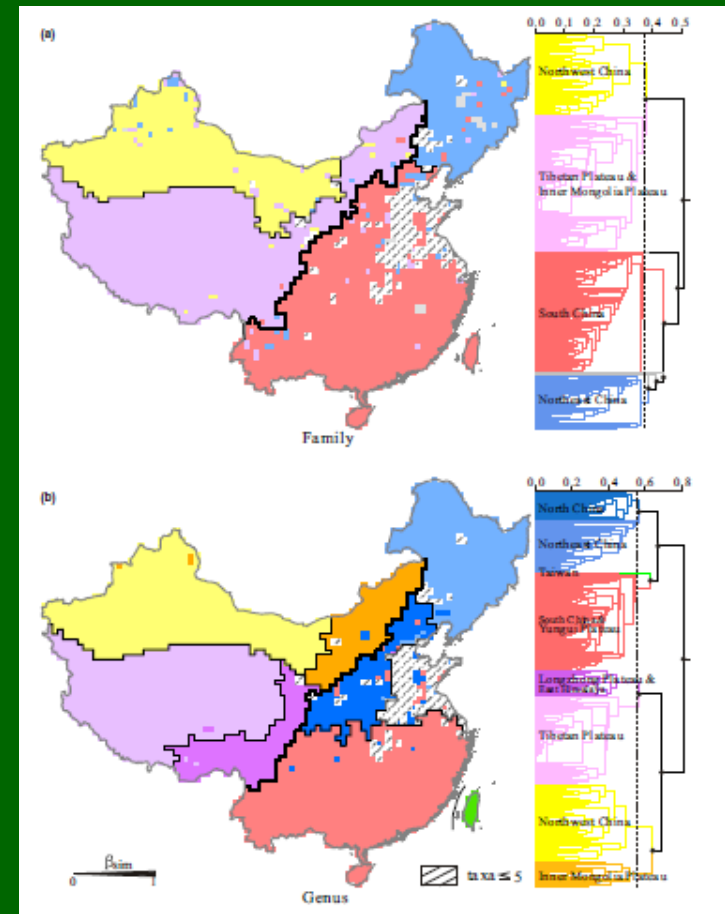 (a)
0.0 0.1 0.2 0.3 0.4 0.5
Northwest China
Tibetan Plateau &
Inner Mongolia Plateau
South China
Northeast China
Family
(b)
0.0 0.2 0.4 0.6 0.8
North China
Northeast China
Taiwan
South China &
Yungui Plateau
Plateau &
Tibetan Plateau
Northwest China
Inner Mongolia Plateau
βsim
0 1
taxa ≤ 5
Genus